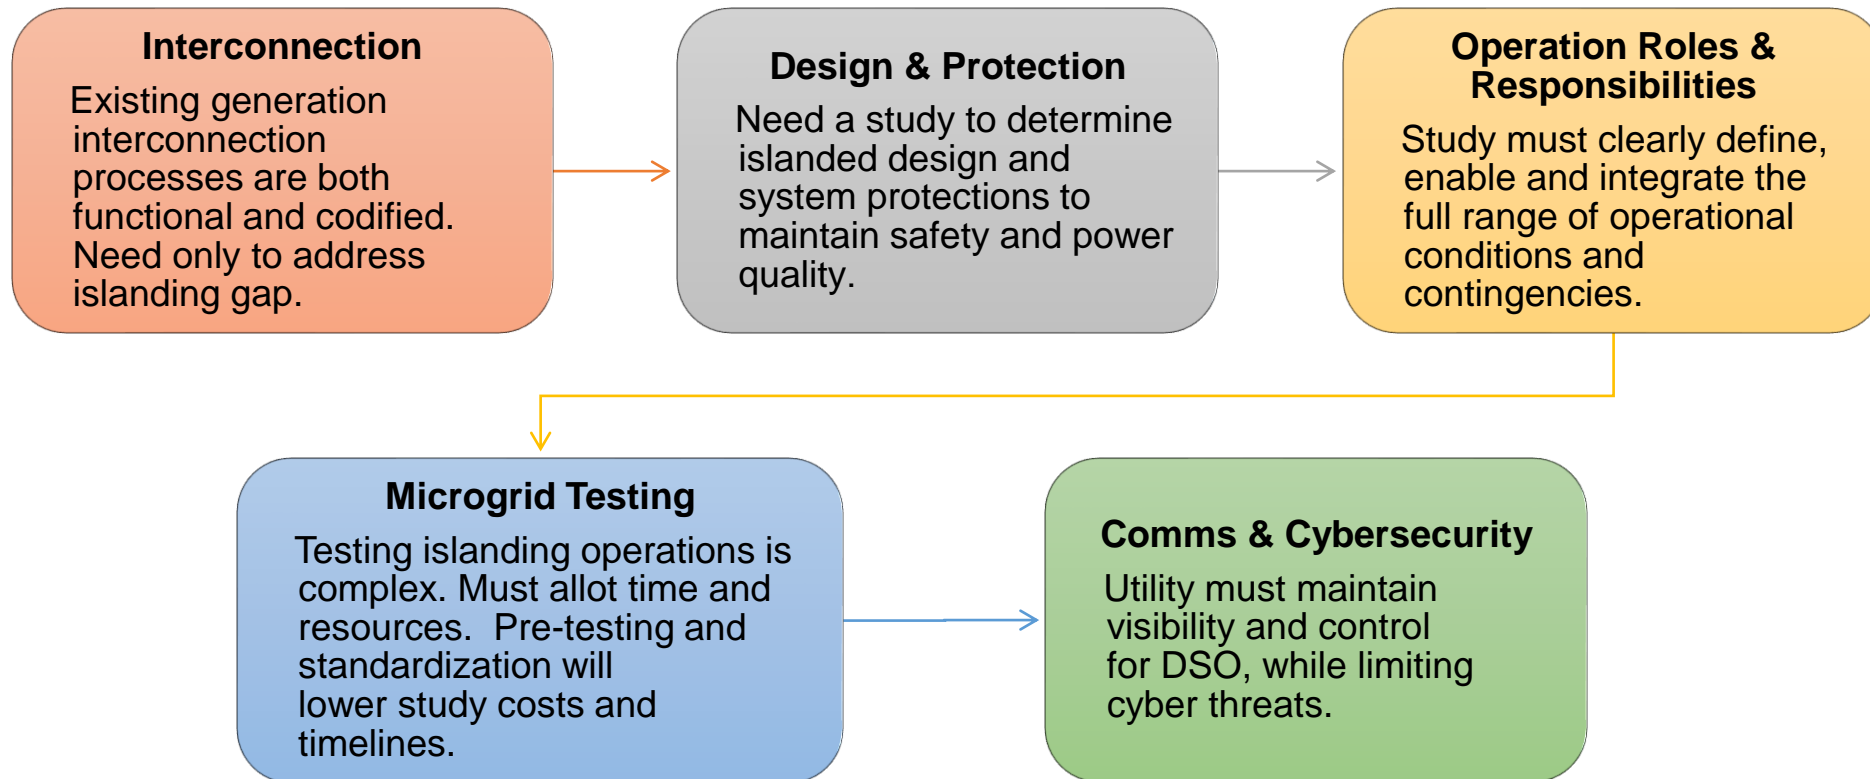 Interconnection
Existing generation
interconnection
processes are both
functional and codified.
Need only to address
islanding gap.
Design & Protection
Need a study to determine
islanded design and
system protections to
maintain safety and power
quality.
Operation Roles &
Responsibilities
Study must clearly define,
enable and integrate the
full range of operational
conditions and
contingencies.
Microgrid Testing
Testing islanding operations is
complex. Must allot time and
resources.  Pre-testing and
standardization will
lower study costs and
timelines.
Comms & Cybersecurity
Utility must maintain
visibility and control
for DSO, while limiting
cyber threats.